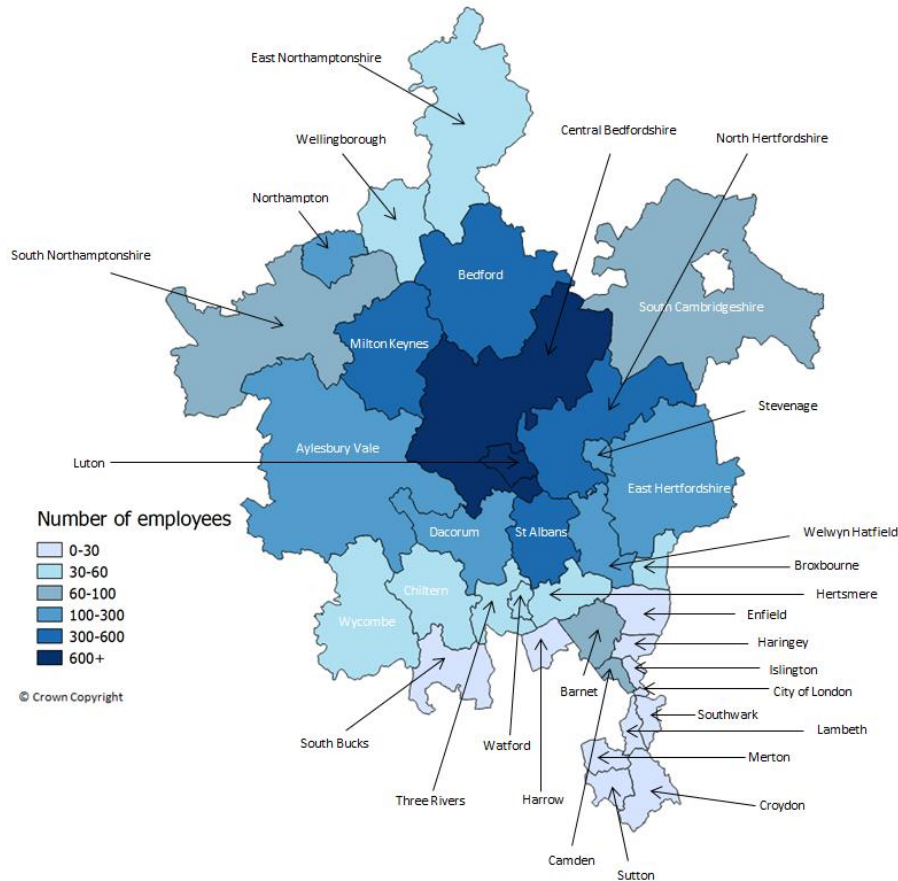 East Northamptonshire
Central Bedfordshire
North Hertfordshire
Wellingborough
Northampton
South Northamptonshire
Bedford
South Cambridgeshire
Milton Keynes
Stevenage
Aylesbury Vale
Luton
East Hertfordshire
Number of employees
0-30
30-60
60-100
100-300
300-600
600+
© Crown Copyright
Dacorum
St Albans
Welwyn Hatfield
Broxbourne
Chiltern
Hertsmere
Wycombe
Enfield
Haringey
Islington
Barnet
City of London
Southwark
South Bucks
Watford
Lambeth
Merton
Three Rivers
Harrow
Croydon
Camden
Sutton